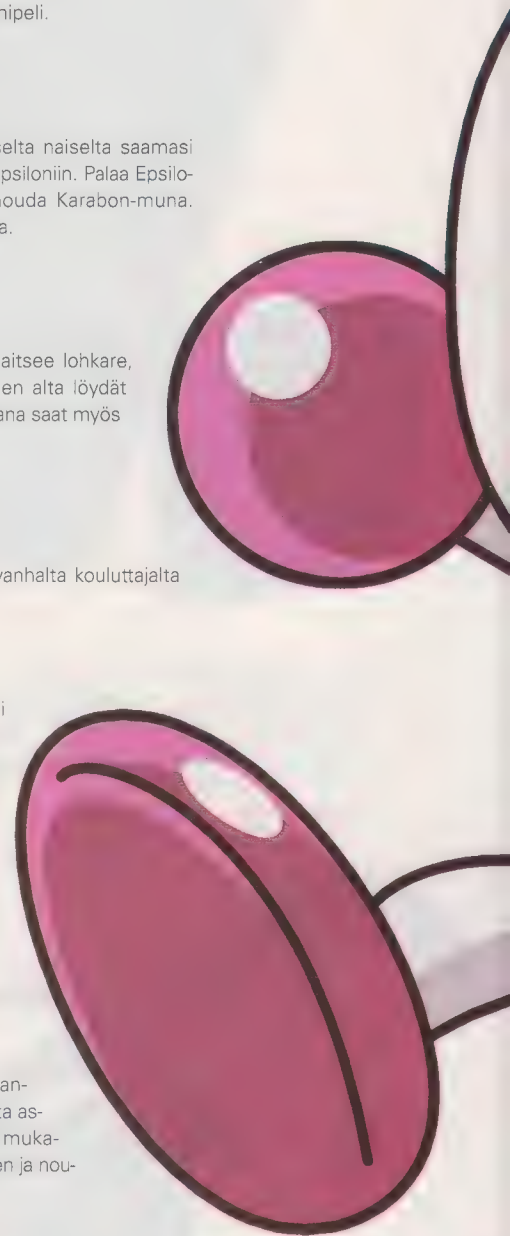 nipeli.
selta naiselta saamasi
psiloniin. Palaa Epsilo-
nouda Karabon-muna.
a.
aitsee lohkare,
en alta löydät
ana saat myös
vanhalta kouluttajalta
i
an-
ta as-
muka-
en ja nou-